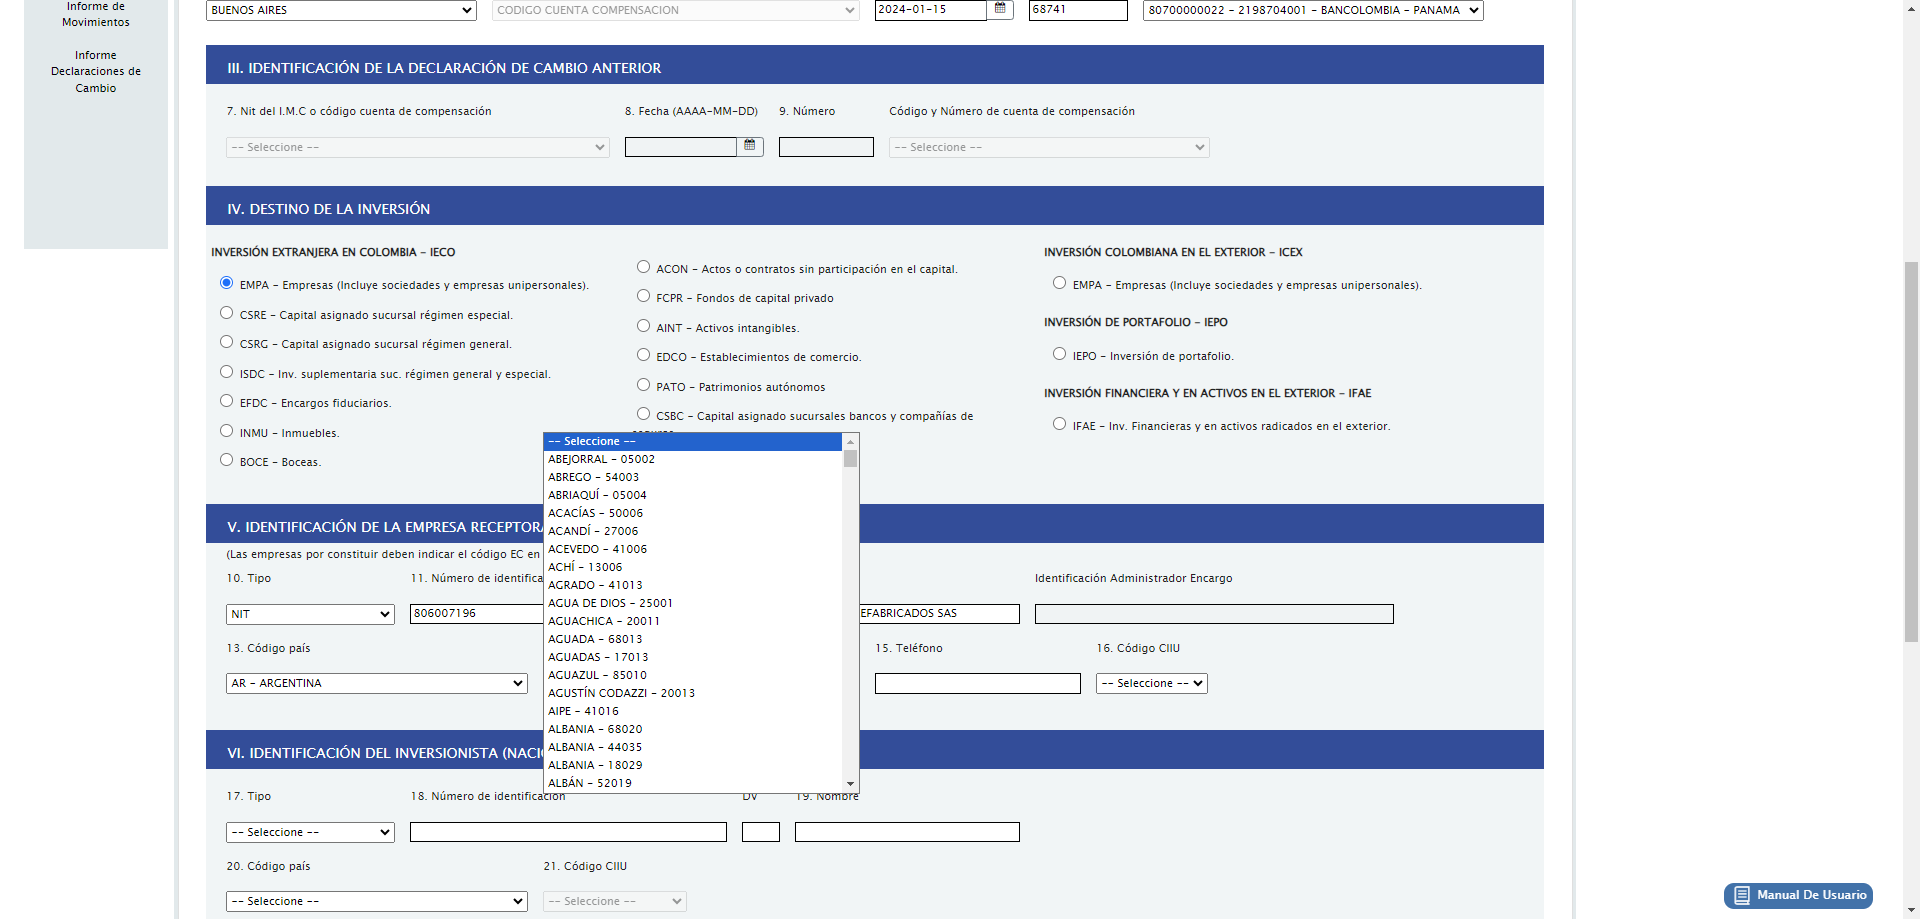 Informe de
Movimientos
Informe
Declaraciones de
Cambio
BUENOS AIRES
CODIGO CUENTA COMPENSACION
2024-01-15
68741
80700000022 - 2198704001 - BANCOLOMBIA - PANAMA
III. IDENTIFICACIÓN DE LA DECLARACIÓN DE CAMBIO ANTERIOR
7. Nit del I.M.C o código cuenta de compensación
8. Fecha (AAAA-MM-DD)
9. Número
Código y Número de cuenta de compensación
-- Seleccione --
-- Seleccione --
IV. DESTINO DE LA INVERSIÓN
INVERSIÓN EXTRANJERA EN COLOMBIA - IECO
EMPA - Empresas (Incluye sociedades y empresas unipersonales).
CSRE - Capital asignado sucursal régimen especial.
CSRG - Capital asignado sucursal régimen general.
ISDC - Inv. suplementaria suc. régimen general y especial.
EFDC - Encargos fiduciarios.
INMU - Inmuebles.
BOCE - Boceas.
ACON - Actos o contratos sin participación en el capital.
FCPR - Fondos de capital privado
AINT - Activos intangibles.
EDCO - Establecimientos de comercio.
PATO - Patrimonios autónomos
CSBC - Capital asignado sucursales bancos y compañías de
INVERSIÓN COLOMBIANA EN EL EXTERIOR - ICEX
EMPA - Empresas (Incluye sociedades y empresas unipersonales).
INVERSIÓN DE PORTAFOLIO - IEPO
IEPO - Inversión de portafolio.
INVERSIÓN FINANCIERA Y EN ACTIVOS EN EL EXTERIOR - IFAE
IFAE - Inv. Financieras y en activos radicados en el exterior.
-- Seleccione --
ABEJORRAL - 05002
ABREGO - 54003
ABRIAQUÍ - 05004
ACACÍAS - 50006
ACANDÍ - 27006
ACEVEDO - 41006
ACHÍ - 13006
AGRADO - 41013
AGUA DE DIOS - 25001
AGUACHICA - 20011
AGUADA - 68013
AGUADAS - 17013
AGUAZUL - 85010
AGUSTÍN CODAZZI - 20013
AIPE - 41016
ALBANIA - 68020
ALBANIA - 44035
ALBANIA - 18029
ALBÁN - 52019
V. IDENTIFICACIÓN DE LA EMPRESA RECEPTORA
(Las empresas por constituir deben indicar el código EC en
10. Tipo
11. Número de identifica
Identificación Administrador Encargo
NIT
806007196
EFABRICADOS SAS
13. Código país
15. Teléfono
16. Código CIIU
AR - ARGENTINA
-- Seleccione --
VI. IDENTIFICACIÓN DEL INVERSIONISTA (NACI
17. Tipo
18. Número de identificación
DV
19. Nombre
-- Seleccione --
20. Código país
21. Código CIIU
-- Seleccione --
-- Seleccione --
Manual De Usuario